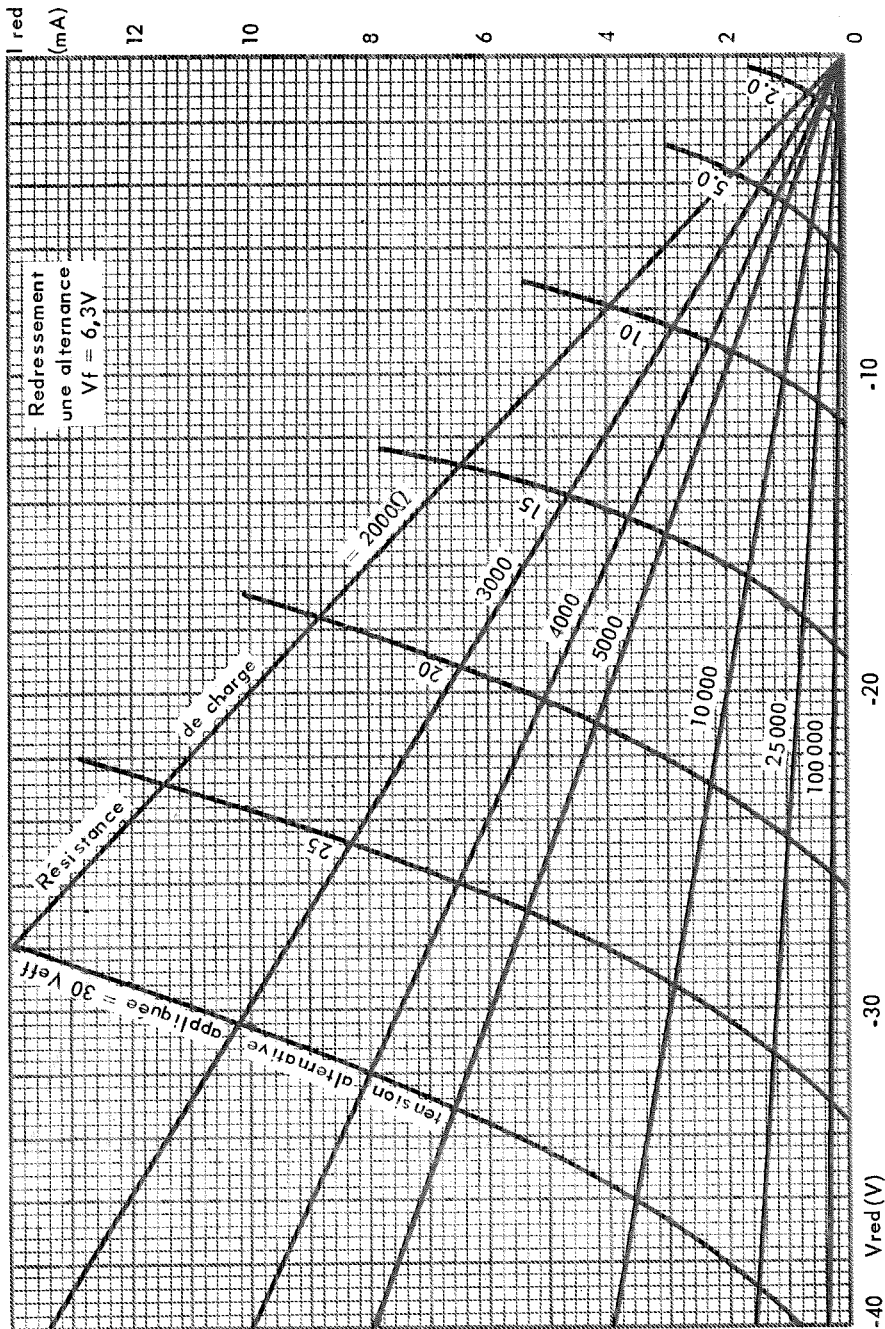 I red
(mA)
12
10
8
6
4
2
0
Redressement
une alternance
Vf = 6,3V
2.0
5.0
10
15
20
25
tension alternative appliquée = 30 Veff
Résistance de charge = 2000Ω
3000
4000
5000
10 000
25 000
100 000
-10
-20
-30
-40
Vred (V)